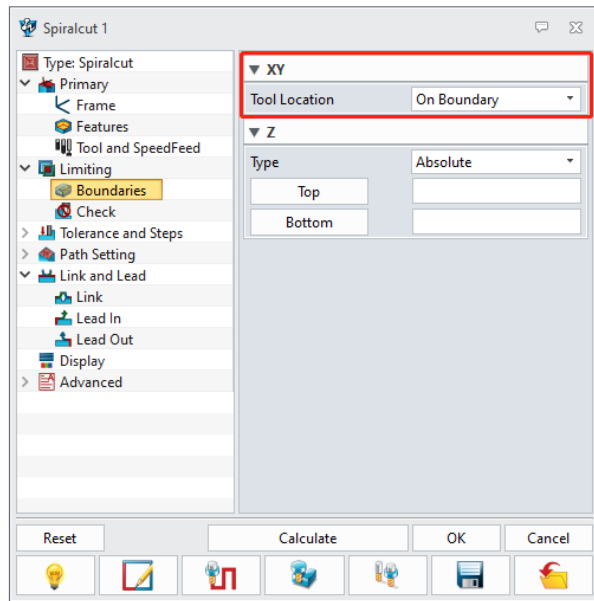 Spiralcut 1
Type: Spiralcut
Primary
Frame
Features
Tool and SpeedFeed
Limiting
Boundaries
Check
Tolerance and Steps
Path Setting
Link and Lead
Link
Lead In
Lead Out
Display
Advanced
XY
Tool Location On Boundary
Z
Type Absolute
Top
Bottom
Reset Calculate OK Cancel